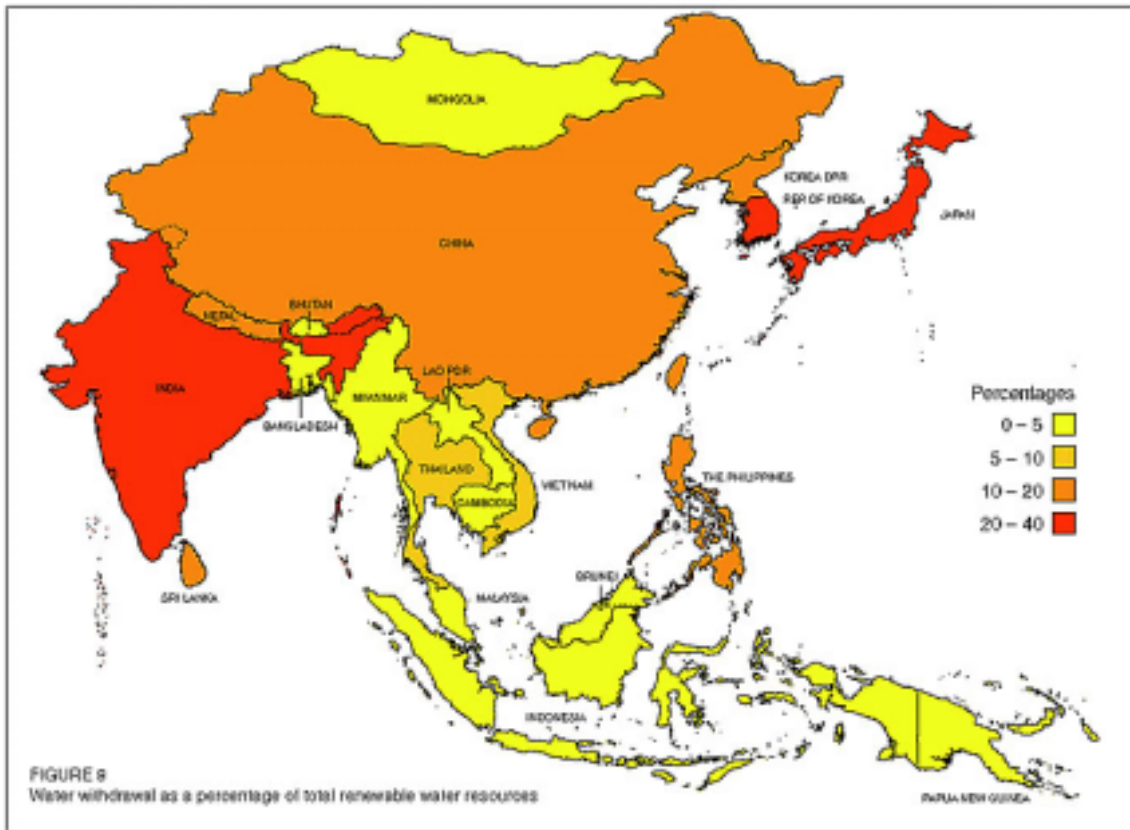 MONGOLIA
KOREA DPR
REP OF KOREA
JAPAN
CHINA
NEPAL
BHUTAN
INDIA
BANGLADESH
MYANMAR
LAO PDR
THAILAND
CAMBODIA
VIETNAM
THE PHILIPPINES
SRI LANKA
BRUNEI
MALAYSIA
INDONESIA
PAPUA NEW GUINEA
Percentages
0 – 5
5 – 10
10 – 20
20 – 40
FIGURE 9
Water withdrawal as a percentage of total renewable water resources